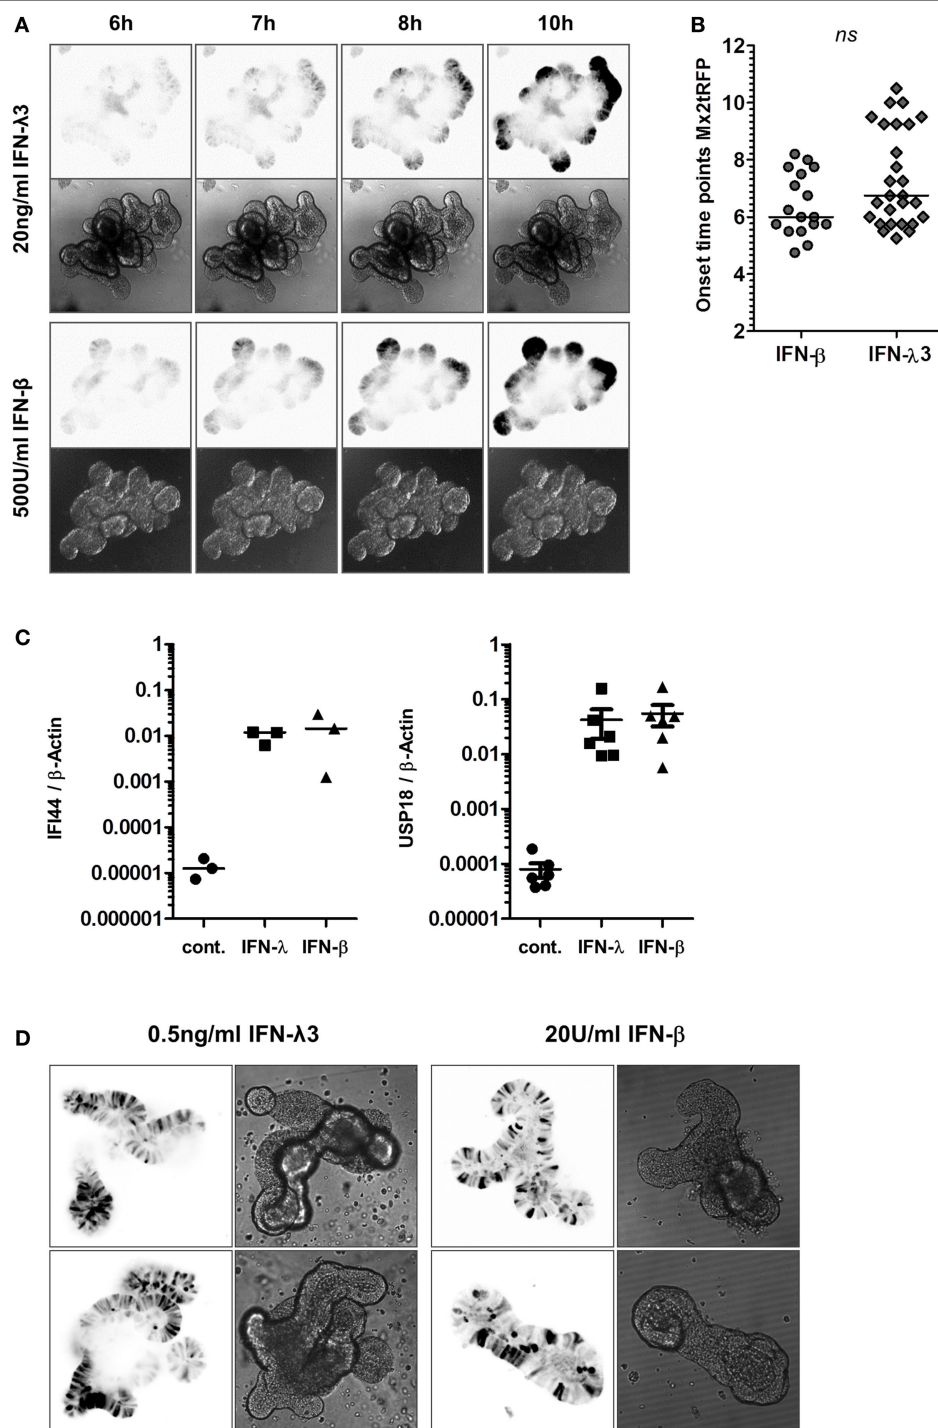 A
6h 7h 8h 10h
20ng/ml IFN-λ3
500U/ml IFN-β
B
ns
Onset time points Mx2tRFP
12
10
8
6
4
2
IFN-β IFN-λ3
C
IFI44 / β-Actin
1
0.1
0.01
0.001
0.0001
0.00001
0.000001
cont. IFN-λ IFN-β
USP18 / β-Actin
1
0.1
0.01
0.001
0.0001
0.00001
cont. IFN-λ IFN-β
D
0.5ng/ml IFN-λ3 20U/ml IFN-β